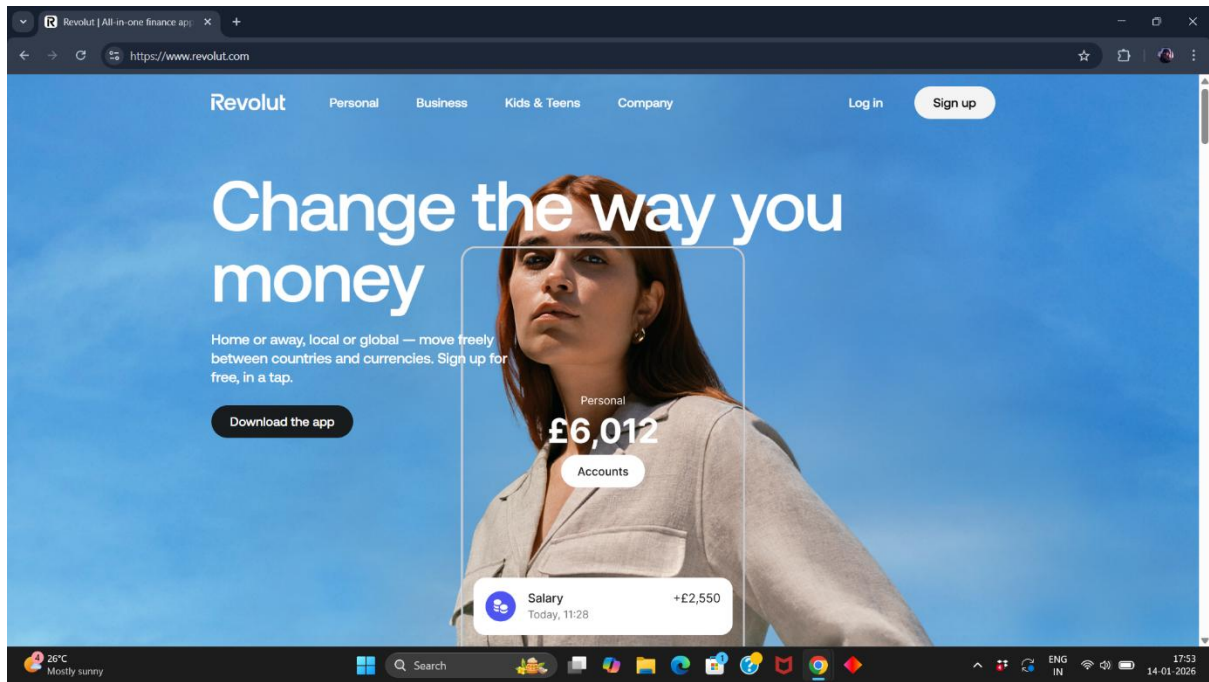 Revolut | All-in-one finance app
https://www.revolut.com
Revolut
Personal
Business
Kids & Teens
Company
Log in
Sign up
Change the way you
money
Home or away, local or global — move freely
between countries and currencies. Sign up for
free, in a tap.
Download the app
Personal
£6,012
Accounts
Salary
+£2,550
Today, 11:28
4
26°C
Mostly sunny
Search
ENG
IN
17:53
14-01-2026